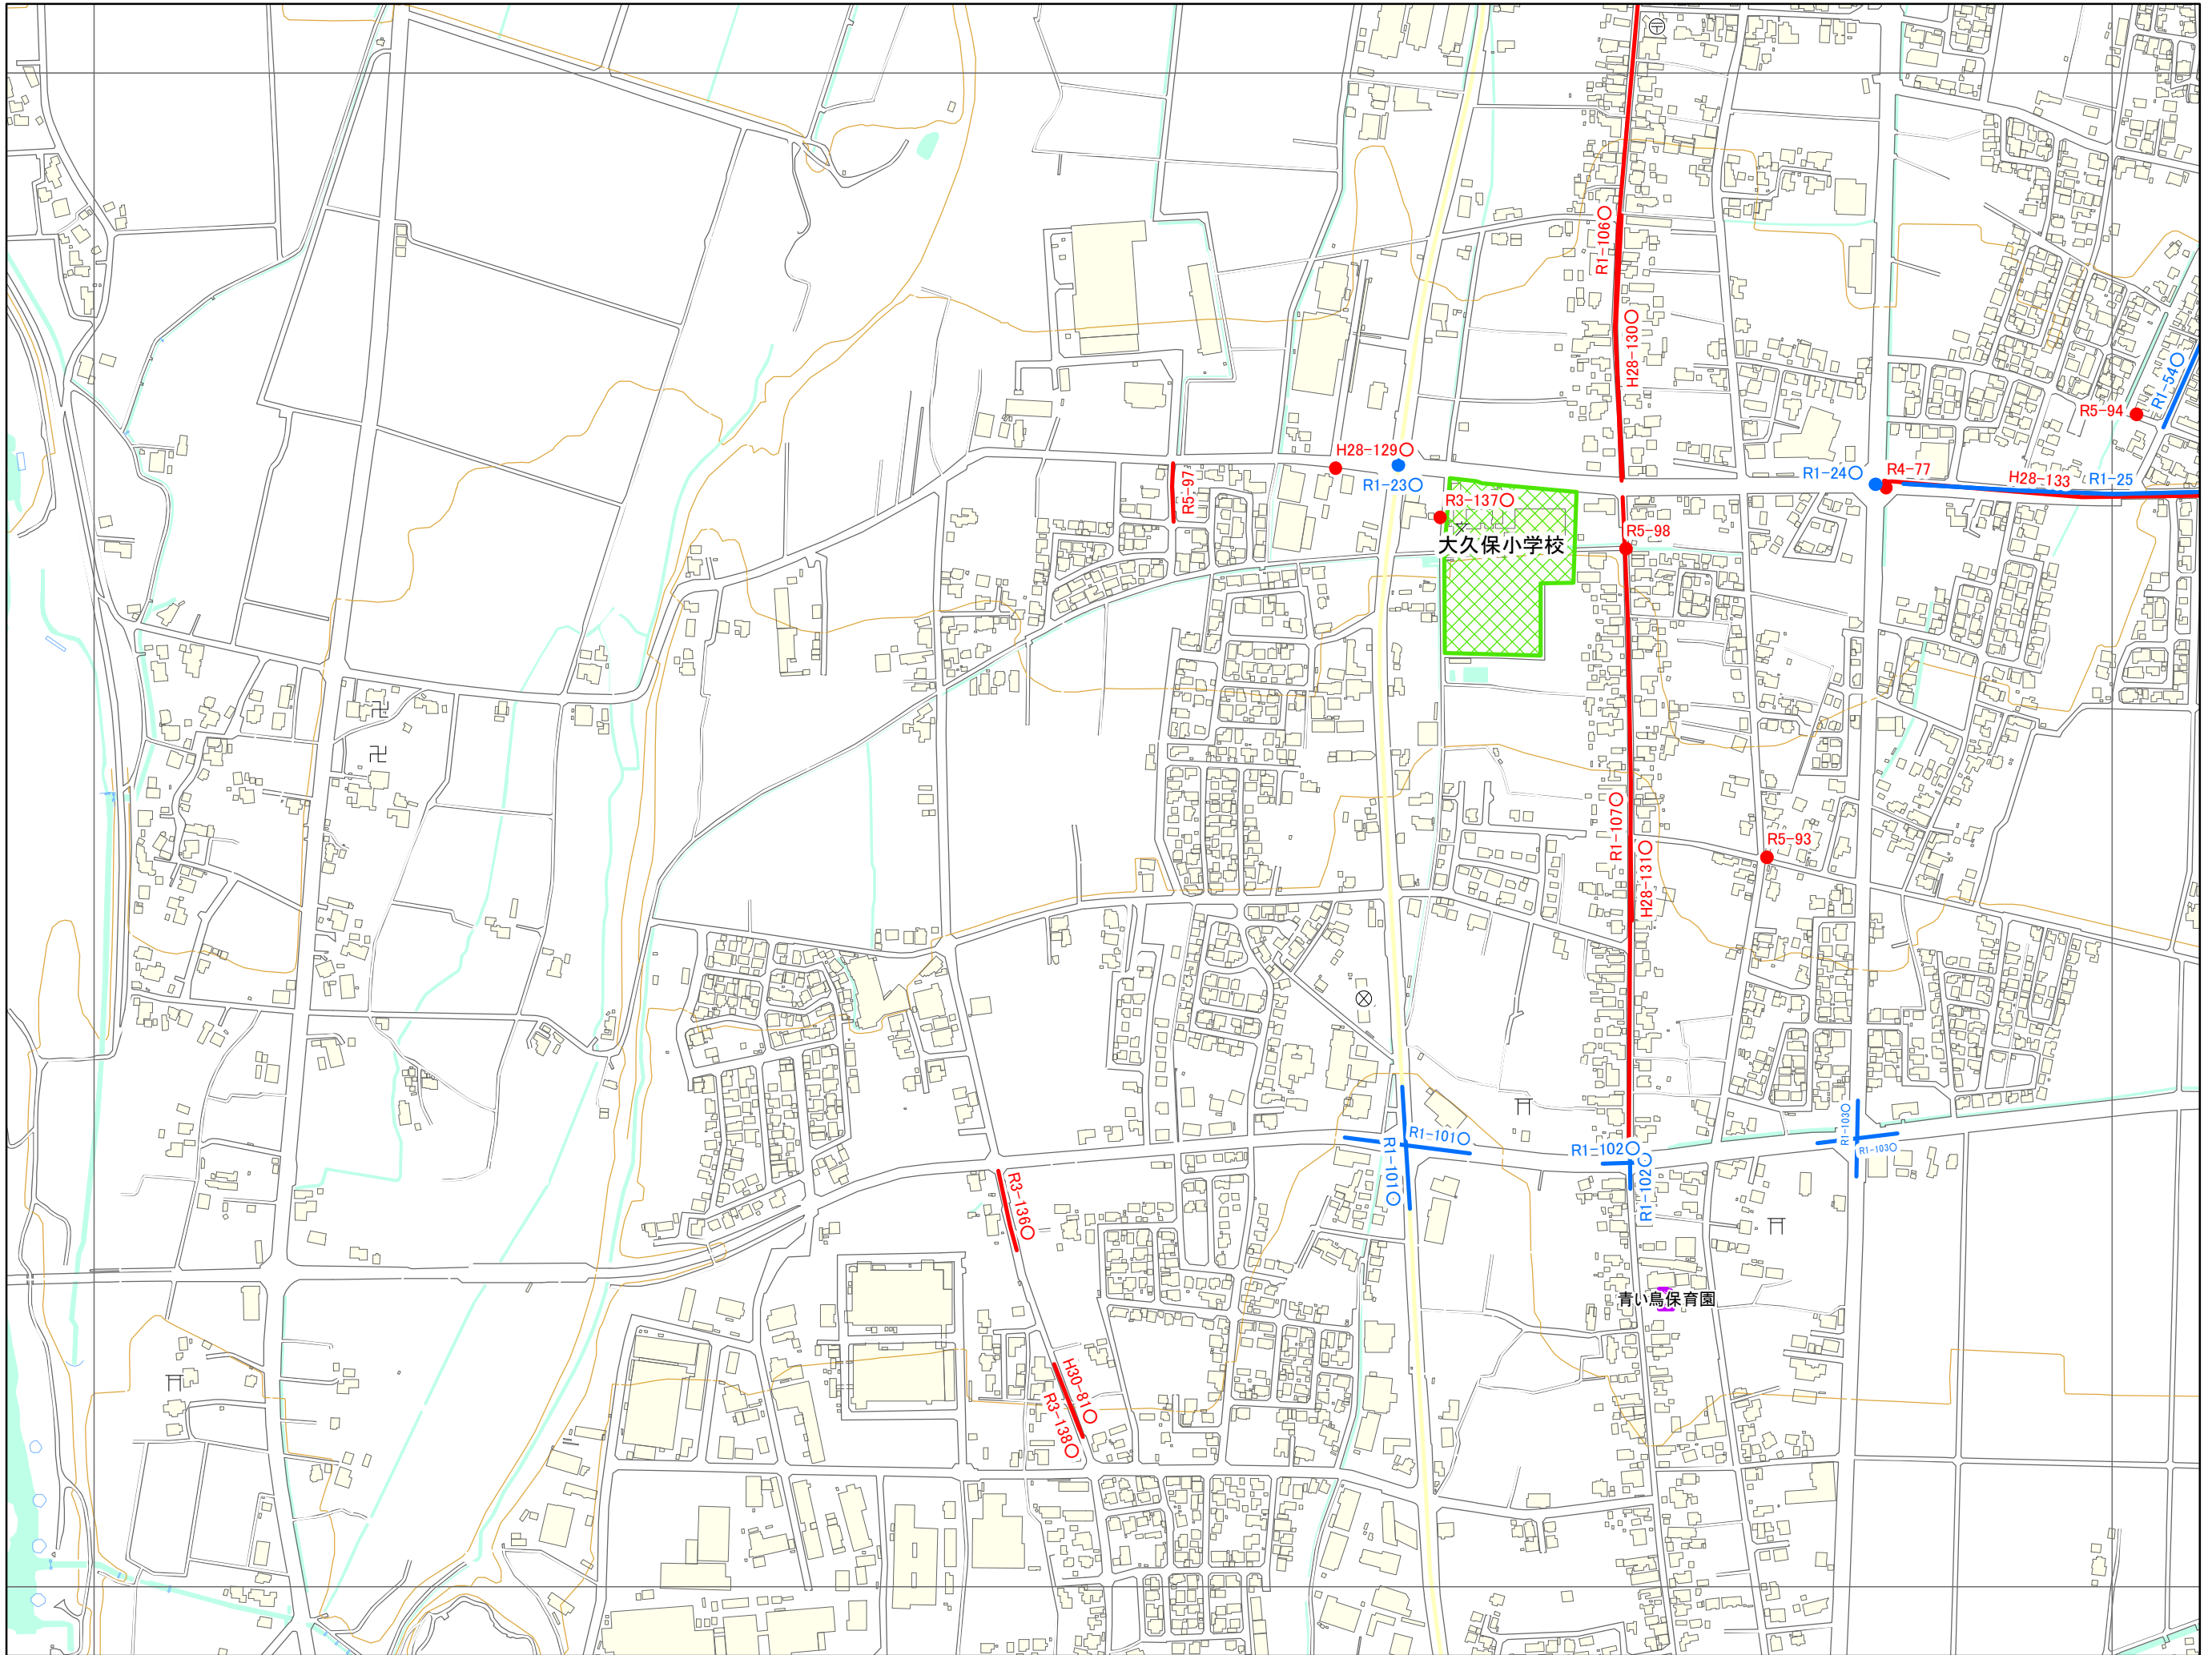 R1-106○
H28-130○
R1-54○
R5-94
H28-129○
R1-23○
R5-97
R1-24○
R4-77
H28-133
R1-25
R3-137○
大久保小学校
R5-98
R1-107○
H28-131○
R5-93
R1-101○
R1-101○
R1-102○
R1-102○
R1-103○
R1-103○
R3-136○
青い鳥保育園
H30-81○
R3-138○